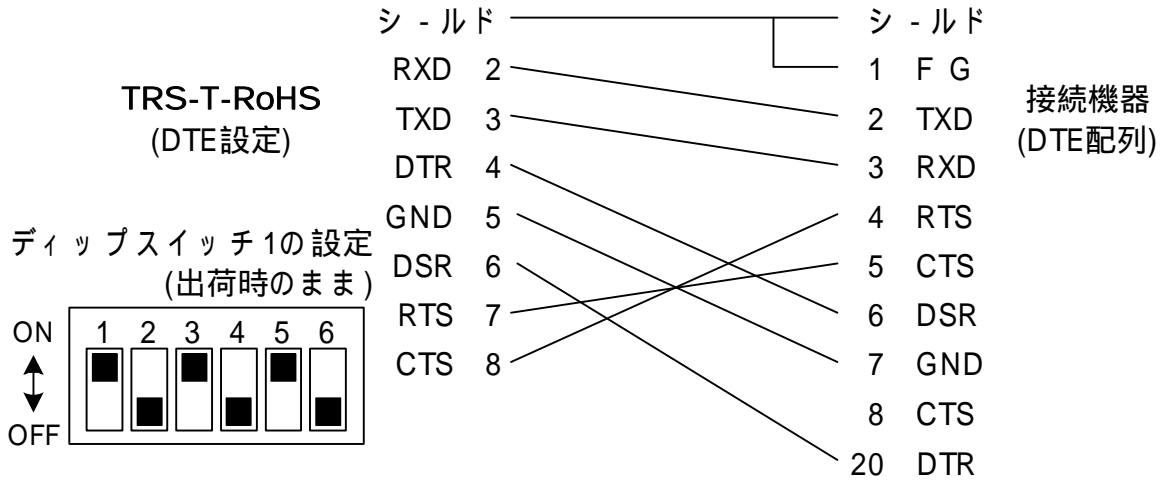 シールド
RXD 2
TXD 3
DTR 4
GND 5
DSR 6
RTS 7
CTS 8
TRS-T-RoHS
(DTE設定)
ディップスイッチ1の設定
(出荷時のまま)
ON
OFF
1 2 3 4 5 6
シールド
1 FG
2 TXD
3 RXD
4 RTS
5 CTS
6 DSR
7 GND
8 CTS
20 DTR
接続機器
(DTE配列)